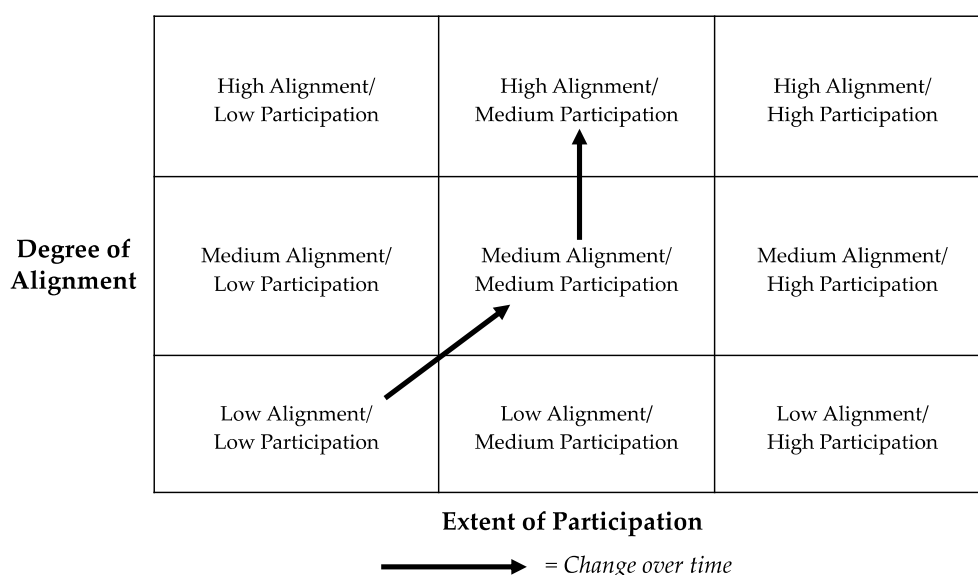 High Alignment/
Low Participation
High Alignment/
Medium Participation
High Alignment/
High Participation
Degree of
Alignment
Medium Alignment/
Low Participation
Medium Alignment/
Medium Participation
Medium Alignment/
High Participation
Low Alignment/
Low Participation
Low Alignment/
Medium Participation
Low Alignment/
High Participation
Extent of Participation
= Change over time